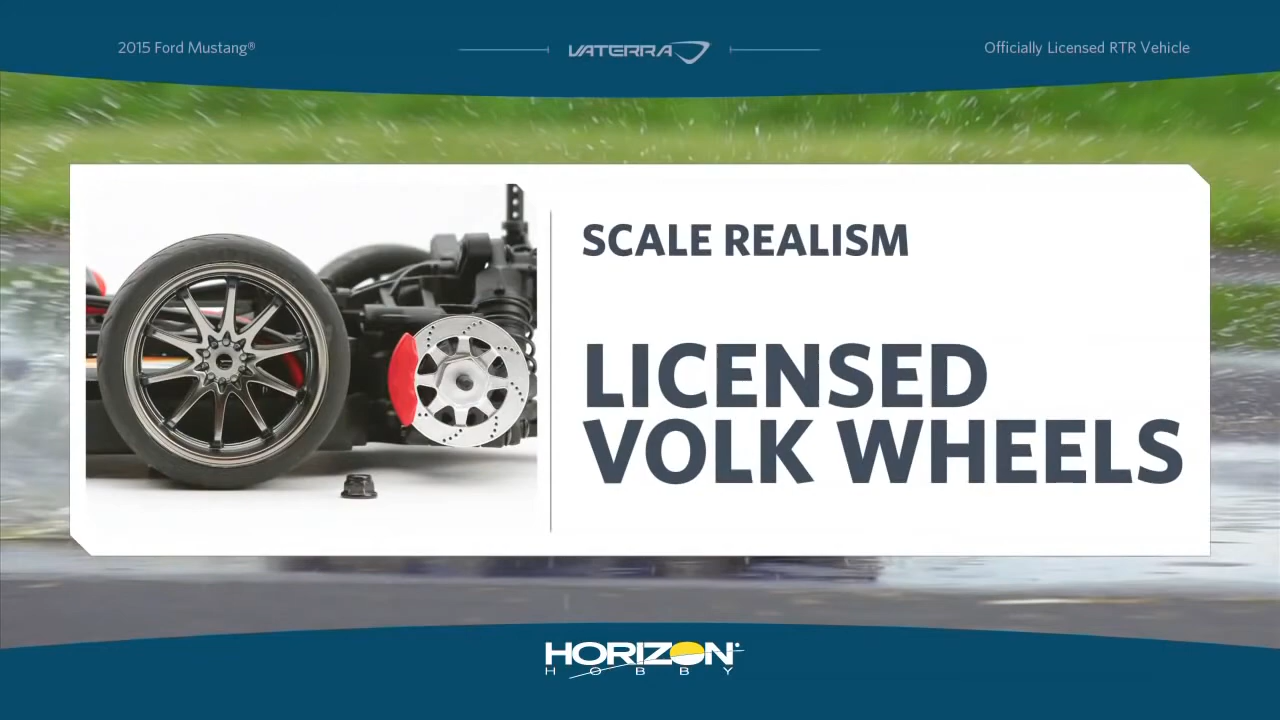 2015 Ford Mustang®
VATERRA
Officially Licensed RTR Vehicle
SCALE REALISM
LICENSED
VOLK WHEELS
HORIZON
HOBBY